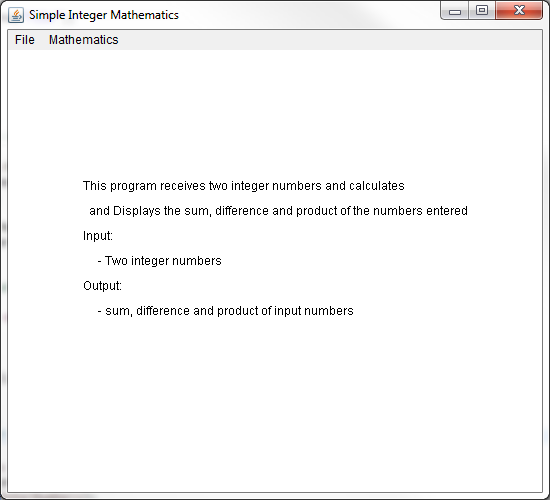 Simple Integer Mathematics
File Mathematics
This program receives two integer numbers and calculates
and Displays the sum, difference and product of the numbers entered
Input:
- Two integer numbers
Output:
- sum, difference and product of input numbers